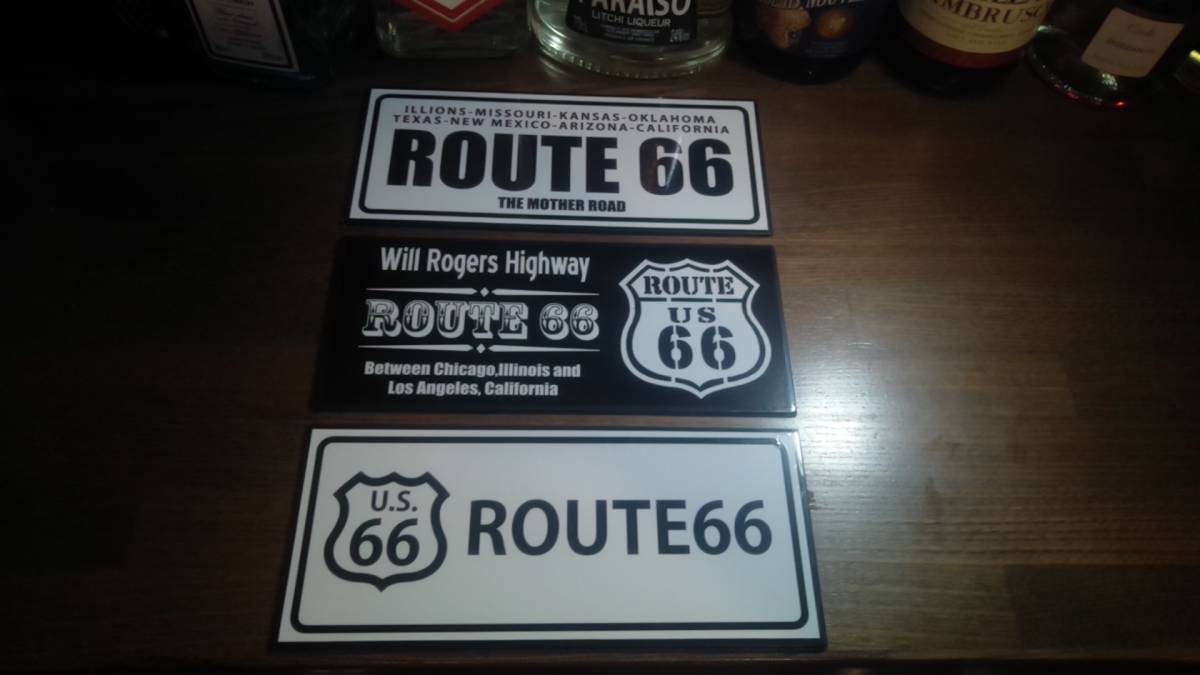 PARAISO
LITCHI LIQUEUR
ILLIONS-MISSOURI-KANSAS-OKLAHOMA
TEXAS-NEW MEXICO-ARIZONA-CALIFORNIA
ROUTE 66
THE MOTHER ROAD
Will Rogers Highway
ROUTE 66
Between Chicago,Illinois and
Los Angeles, California
ROUTE
US
66
U.S.
66
ROUTE66